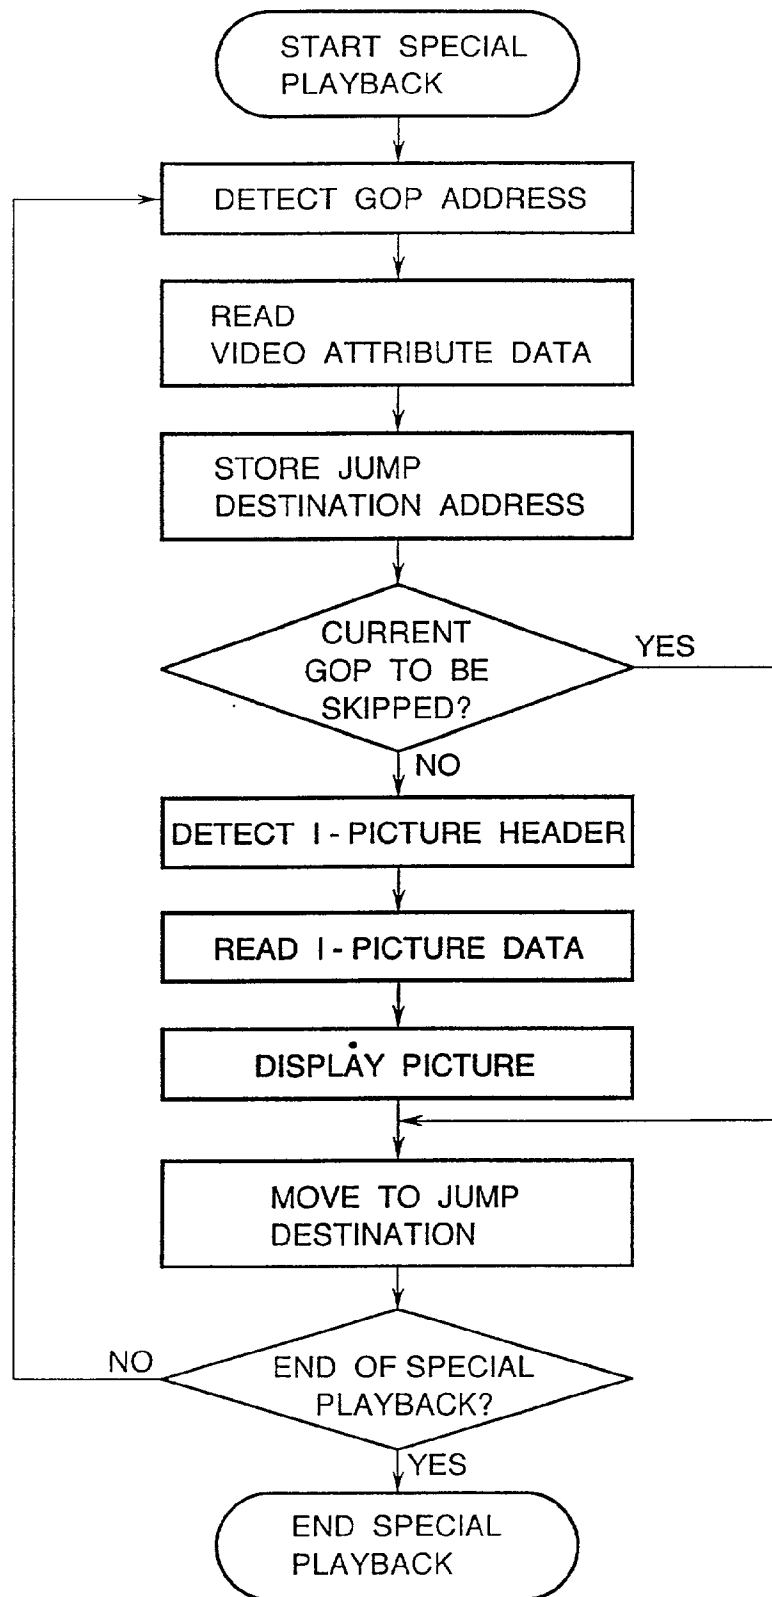 START SPECIAL
PLAYBACK
DETECT GOP ADDRESS
READ
VIDEO ATTRIBUTE DATA
STORE JUMP
DESTINATION ADDRESS
CURRENT
GOP TO BE
SKIPPED?
YES
NO
DETECT I-PICTURE HEADER
READ I-PICTURE DATA
DISPLAY PICTURE
MOVE TO JUMP
DESTINATION
NO
END OF SPECIAL
PLAYBACK?
YES
END SPECIAL
PLAYBACK